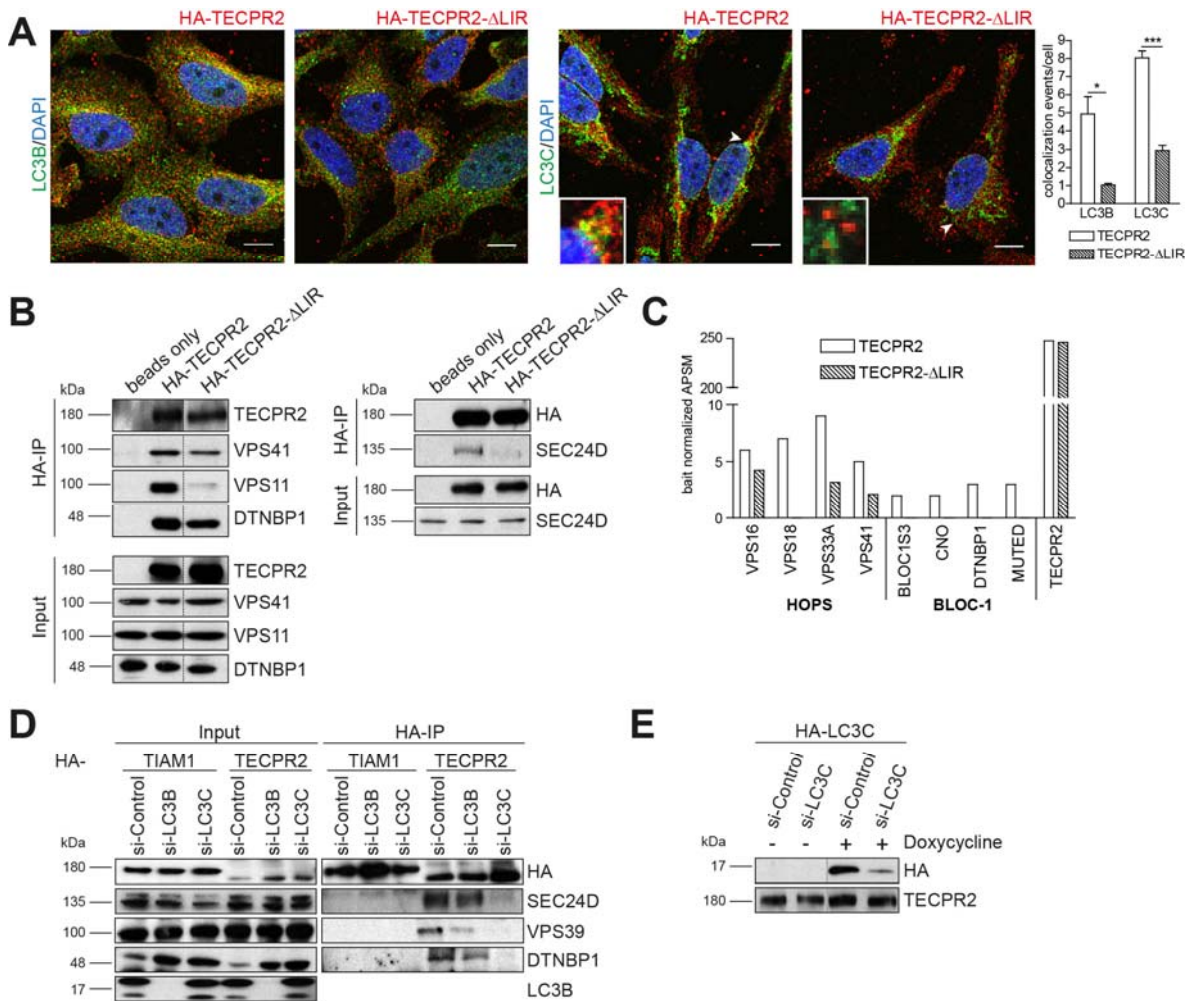 A
HA-TECPR2
HA-TECPR2-ΔLIR
HA-TECPR2
HA-TECPR2-ΔLIR
LC3B/DAPI
LC3C/DAPI
colocalization events/cell
9
8
7
6
5
4
3
2
1
0
*
***
LC3B
LC3C
TECPR2
TECPR2-ΔLIR
B
beads only
HA-TECPR2
HA-TECPR2-ΔLIR
kDa
HA-IP
180
TECPR2
100
VPS41
100
VPS11
48
DTNBP1
Input
180
TECPR2
100
VPS41
100
VPS11
48
DTNBP1
beads only
HA-TECPR2
HA-TECPR2-ΔLIR
kDa
HA-IP
180
HA
135
SEC24D
Input
180
HA
135
SEC24D
C
bait normalized APSM
250
200
10
5
0
TECPR2
TECPR2-ΔLIR
VPS16
VPS18
VPS33A
VPS41
BLOC1S3
CNO
DTNBP1
MUTED
TECPR2
HOPS
BLOC-1
D
Input
HA-IP
HA-
TIAM1
TECPR2
TIAM1
TECPR2
si-Control
si-LC3B
si-LC3C
si-Control
si-LC3B
si-LC3C
si-Control
si-LC3B
si-LC3C
si-Control
si-LC3B
si-LC3C
kDa
180
HA
135
SEC24D
100
VPS39
48
DTNBP1
17
LC3B
E
HA-LC3C
si-Control
si-LC3C
si-Control
si-LC3C
kDa
- - + + Doxycycline
17
HA
180
TECPR2